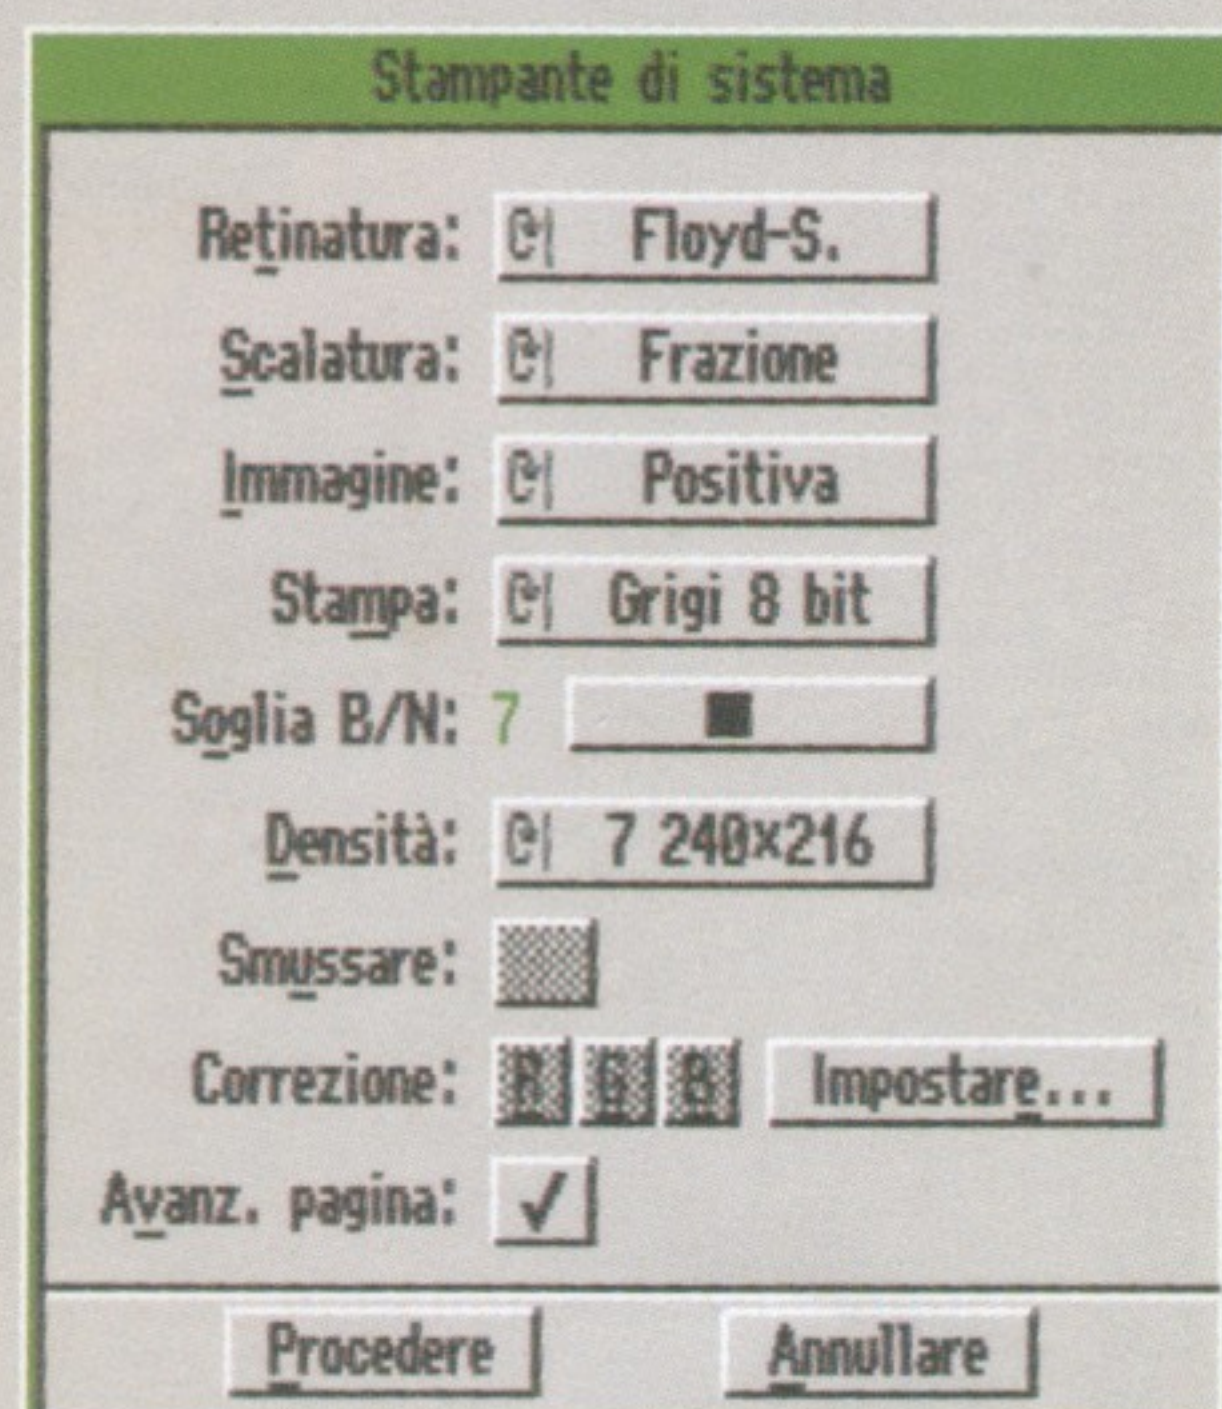 Stampante di sistema
Retinatura: Floyd-S.
Scalatura: Frazione
Immagine: Positiva
Stampa: Grigi 8 bit
Soglia B/N: 7
Densità: 7 240×216
Smussare:
Correzione: R G B Impostare...
Avanz. pagina: ✓
Procedere Annullare